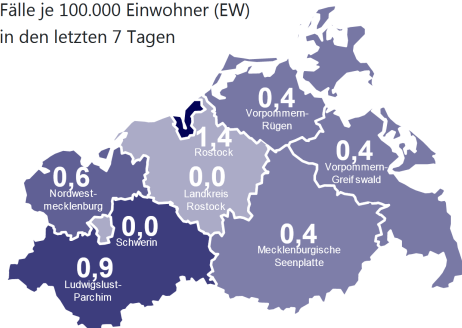 Fälle je 100.000 Einwohner (EW)
in den letzten 7 Tagen
0,4
Vorpommern-
Rügen
1,4
Rostock
0,4
Vorpommern-
Greifswald
0,6
Nordwest-
mecklenburg
0,0
Landkreis
Rostock
0,0
Schwerin
0,4
Mecklenburgische
Seenplatte
0,9
Ludwigslust-
Parchim